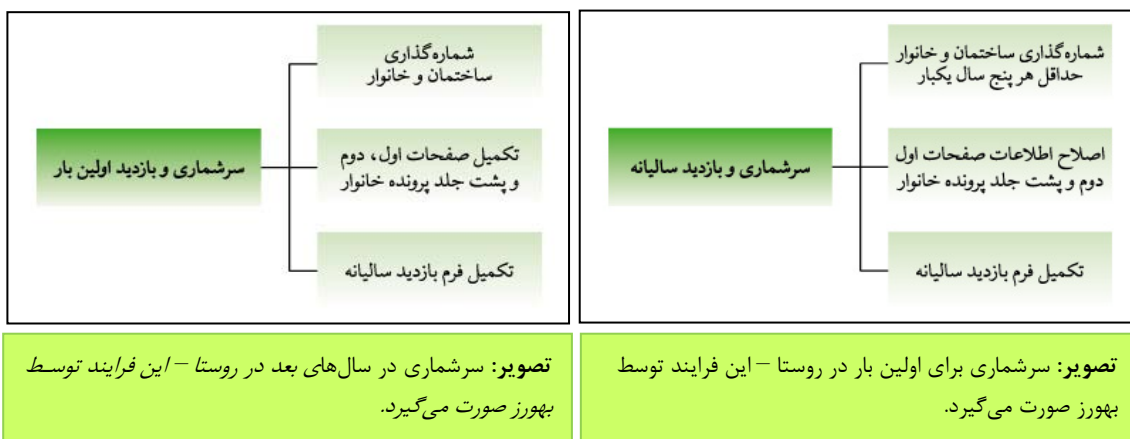 شماره‌گذاری ساختمان و خانوار
حداقل هر پنج سال یکبار
سرشماری و بازدید سالیانه
اصلاح اطلاعات صفحات اول
دوم و پشت جلد پرونده خانوار
تکمیل فرم بازدید سالیانه
تصویر: سرشماری برای اولین بار در روستا – این فرایند توسط
بهورز صورت می‌گیرد.
شماره‌گذاری
ساختمان و خانوار
سرشماری و بازدید اولین بار
تکمیل صفحات اول، دوم
و پشت جلد پرونده خانوار
تکمیل فرم بازدید سالیانه
تصویر: سرشماری در سال‌های بعد در روستا – این فرایند توسط
بهورز صورت می‌گیرد.